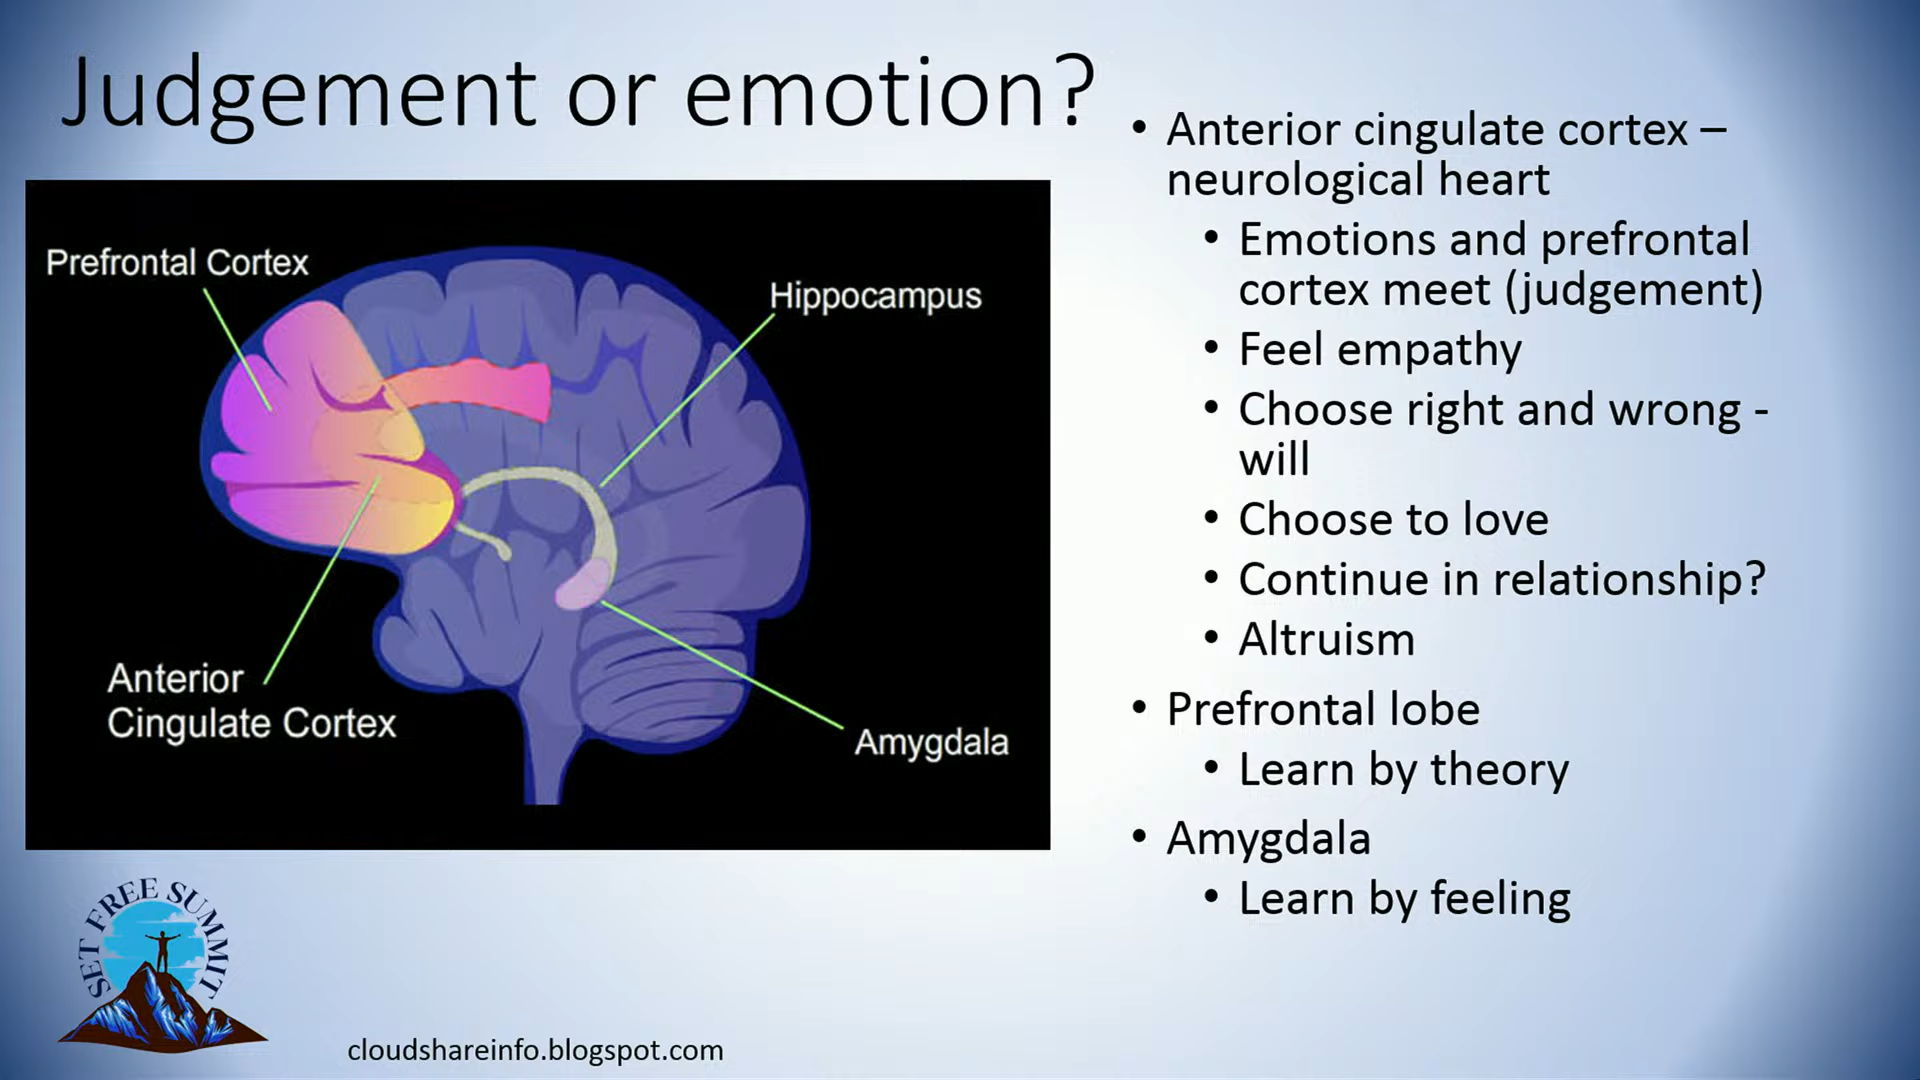 Judgement or emotion?
Prefrontal Cortex
Hippocampus
Anterior
Cingulate Cortex
Amygdala
• Anterior cingulate cortex –
neurological heart
• Emotions and prefrontal
cortex meet (judgement)
• Feel empathy
• Choose right and wrong -
will
• Choose to love
• Continue in relationship?
• Altruism
• Prefrontal lobe
• Learn by theory
• Amygdala
• Learn by feeling
SET FREE SUMMIT
cloudshareinfo.blogspot.com